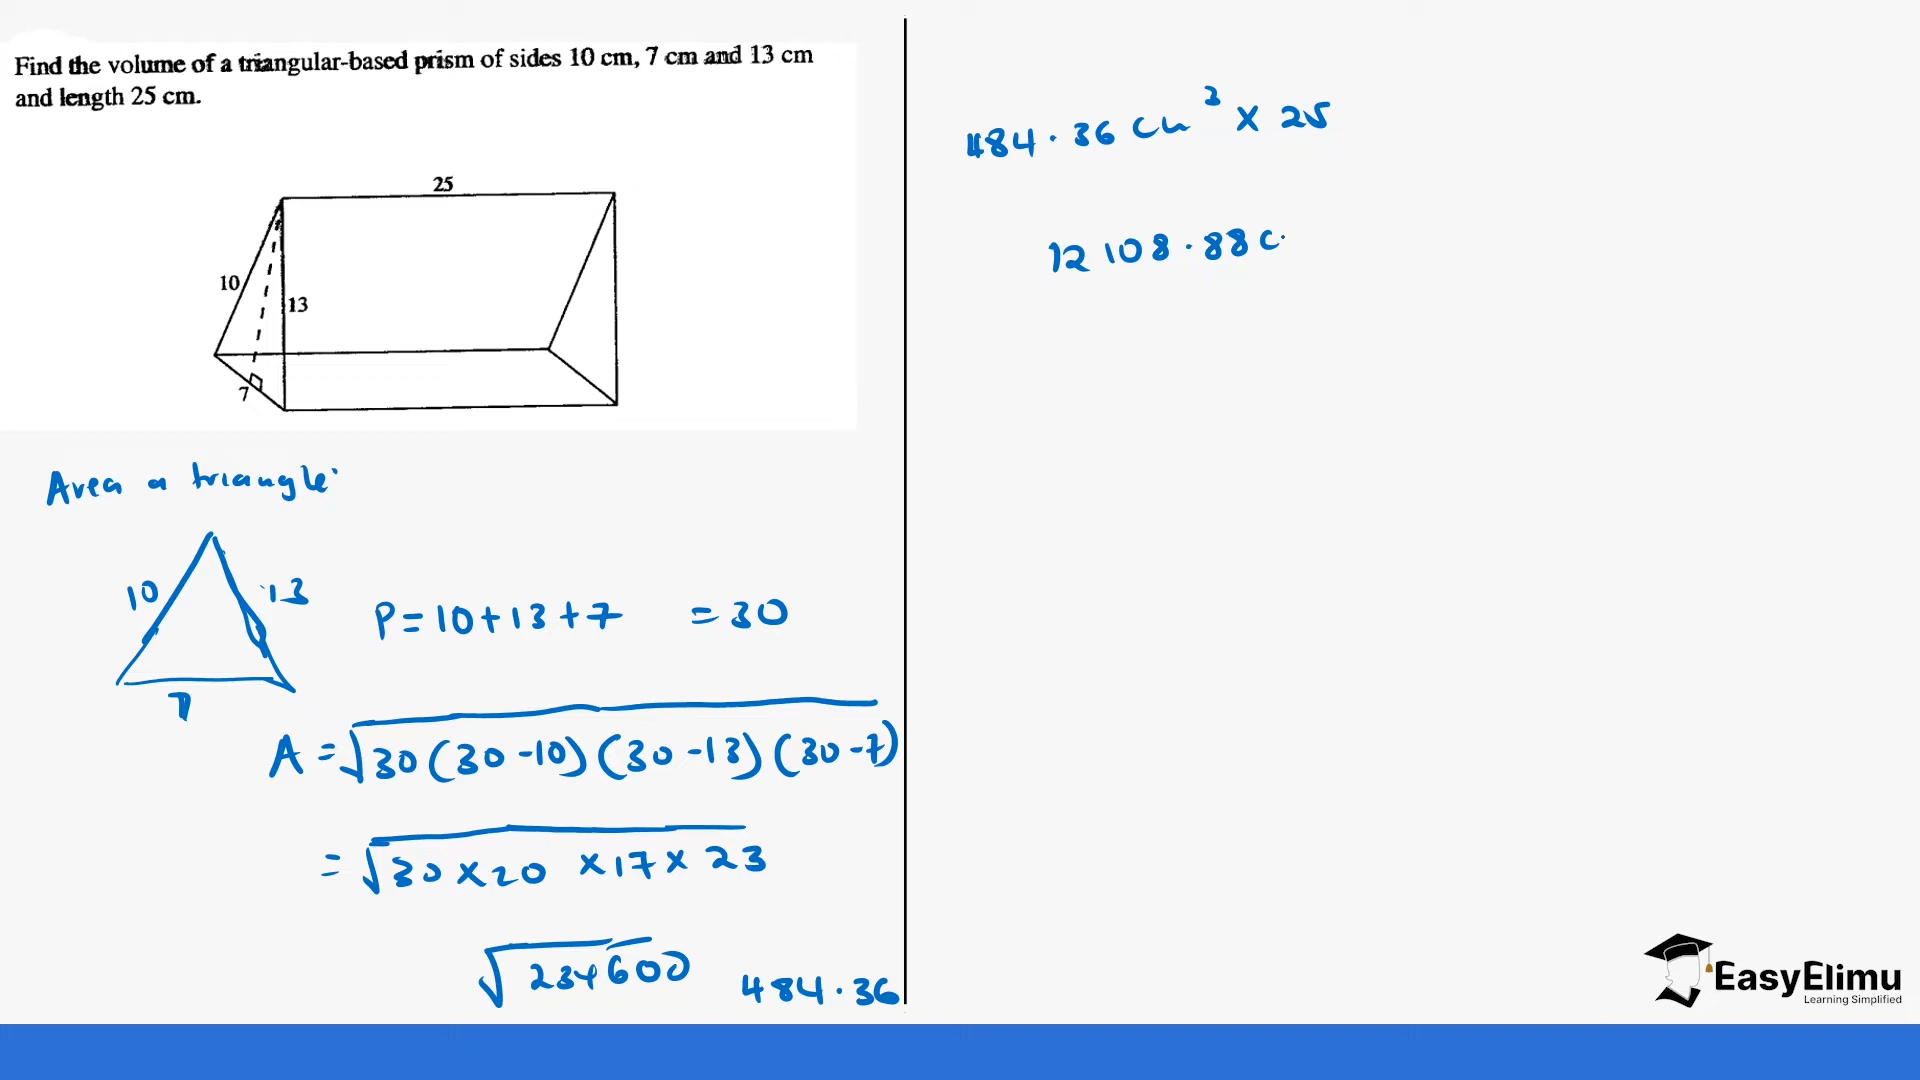 Find the volume of a triangular-based prism of sides 10 cm, 7 cm and 13 cm
and length 25 cm.
25
10
13
7
Area a triangle
10
13
7
P = 10 + 13 + 7 = 30
A = √30 (30 - 10) (30 - 13) (30 - 7)
= √30 × 20 × 17 × 23
√234600
484.36
484.36 cm² × 25
12108.88 c
EasyElimu
Learning Simplified